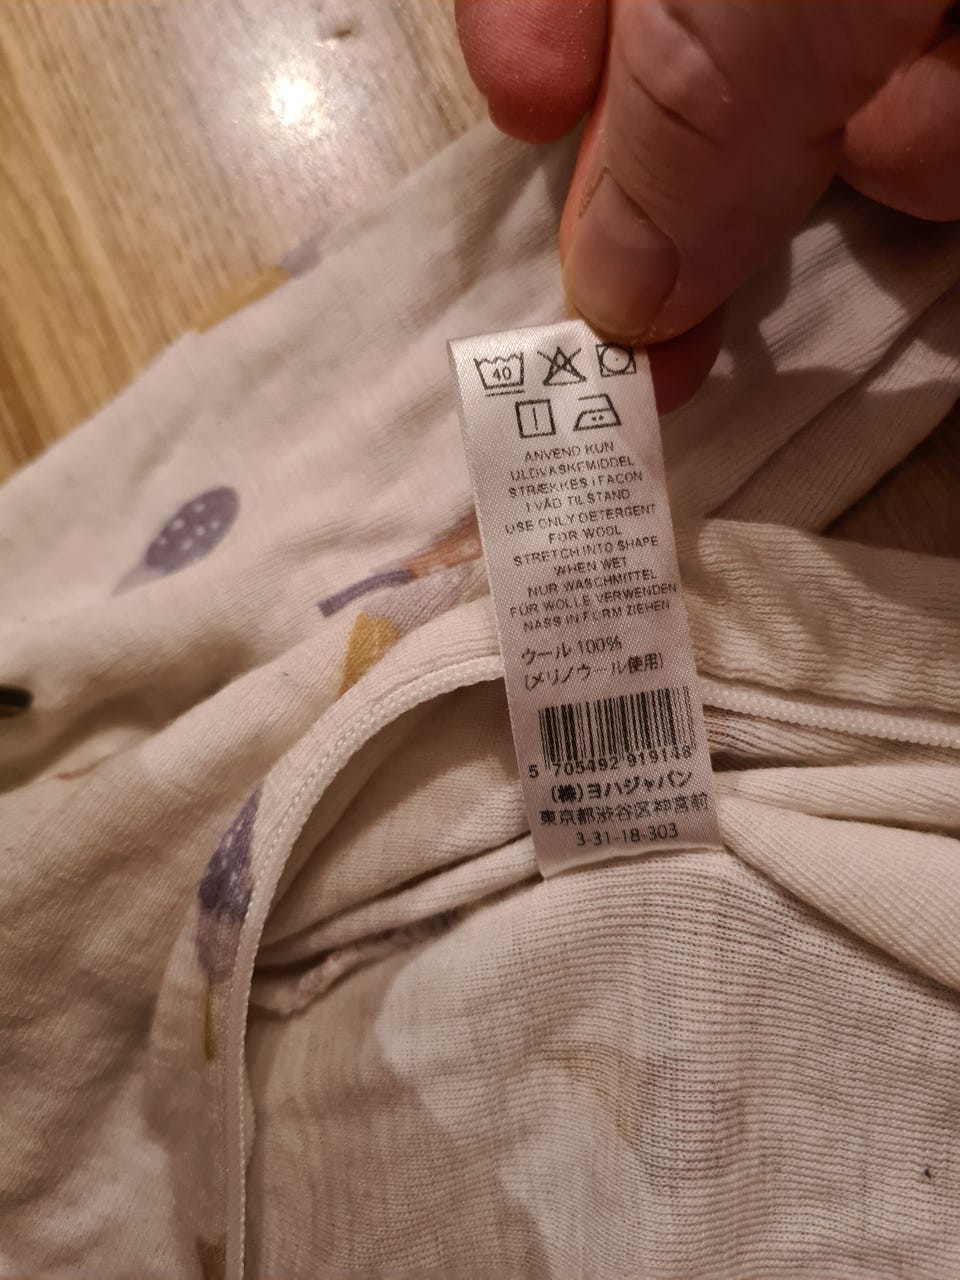 40
ANVEND KUN
ULDVASKEMIDDEL
STRÆKKES I FACON
I VÅD TILSTAND
USE ONLY DETERGENT
FOR WOOL
STRETCH INTO SHAPE
WHEN WET
NUR WASCHMITTEL
FÜR WOLLE VERWENDEN
NASS IN FORM ZIEHEN
ウール 100%
(メリノウール使用)
5 705492 919148
(株)ヨハジャパン
東京都渋谷区神宮前
3-31-18-303